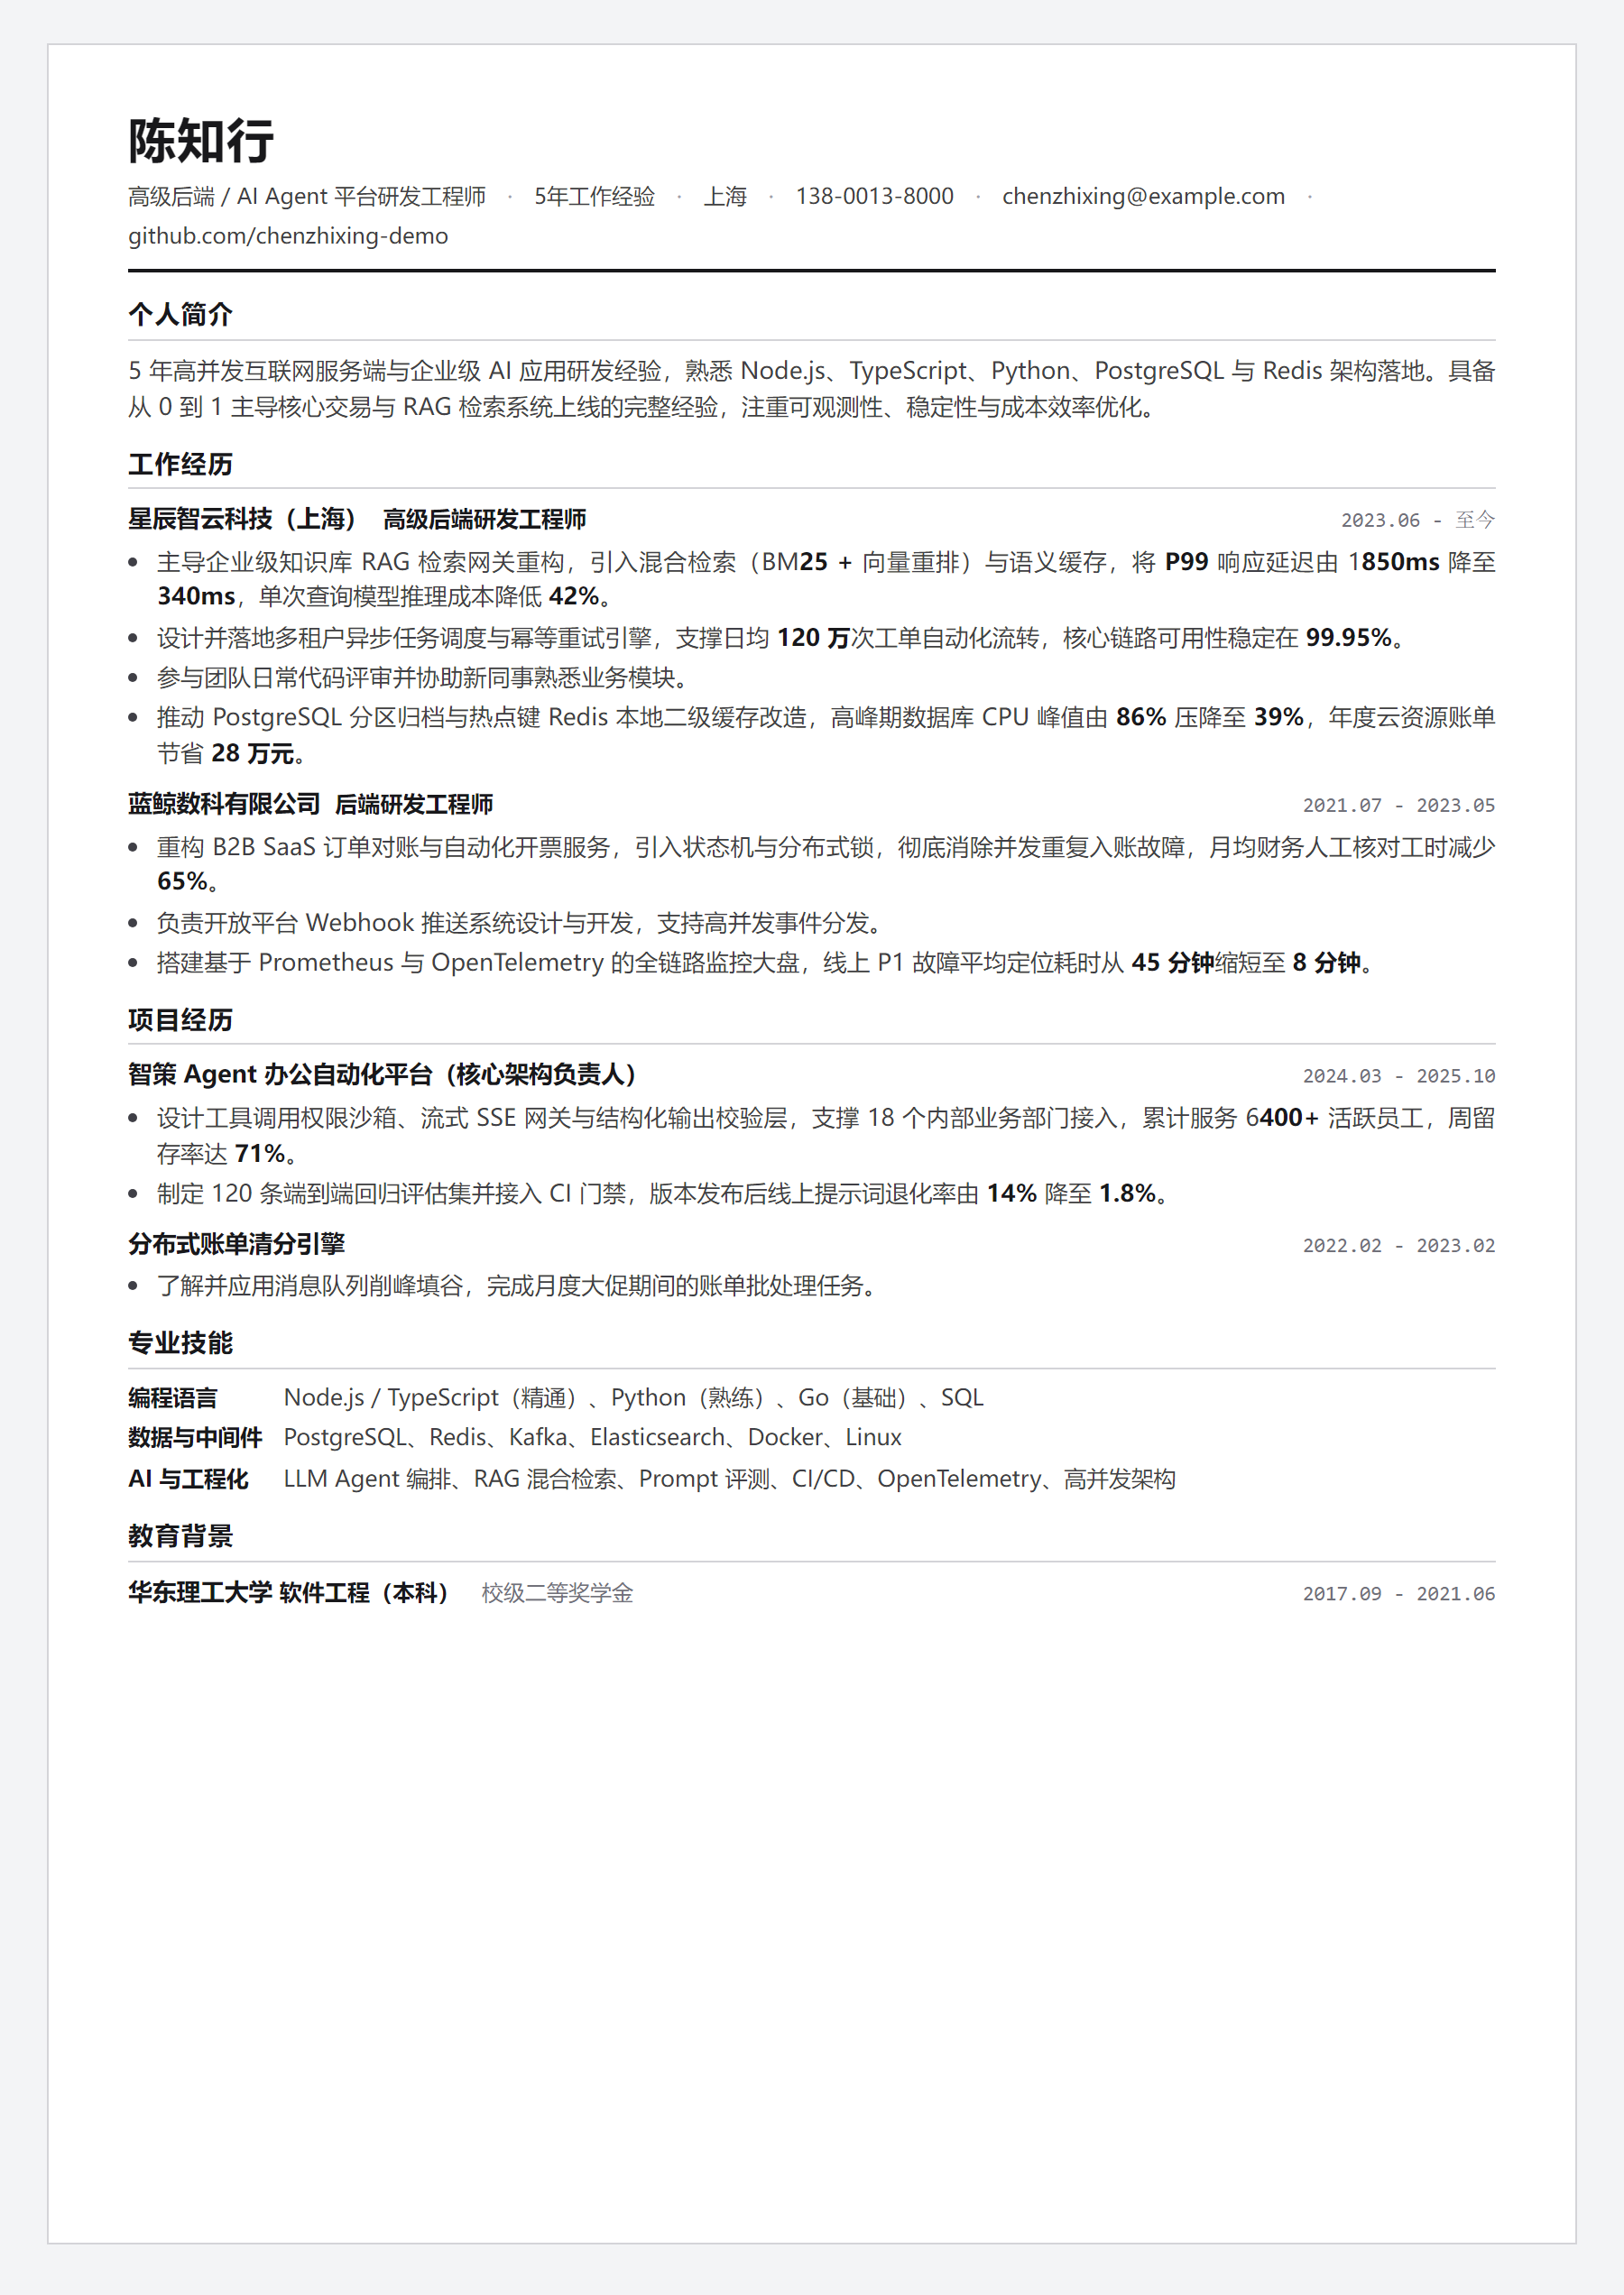 陈知行
高级后端 / AI Agent 平台研发工程师 · 5年工作经验 · 上海 · 138-0013-8000 · chenzhixing@example.com ·
github.com/chenzhixing-demo
个人简介
5 年高并发互联网服务端与企业级 AI 应用研发经验，熟悉 Node.js、TypeScript、Python、PostgreSQL 与 Redis 架构落地。具备
从 0 到 1 主导核心交易与 RAG 检索系统上线的完整经验，注重可观测性、稳定性与成本效率优化。
工作经历
星辰智云科技（上海） 高级后端研发工程师 2023.06 - 至今
• 主导企业级知识库 RAG 检索网关重构，引入混合检索（BM25 + 向量重排）与语义缓存，将 P99 响应延迟由 1850ms 降至
340ms，单次查询模型推理成本降低 42%。
• 设计并落地多租户异步任务调度与幂等重试引擎，支撑日均 120 万次工单自动化流转，核心链路可用性稳定在 99.95%。
• 参与团队日常代码评审并协助新同事熟悉业务模块。
• 推动 PostgreSQL 分区归档与热点键 Redis 本地二级缓存改造，高峰期数据库 CPU 峰值由 86% 压降至 39%，年度云资源账单
节省 28 万元。
蓝鲸数科有限公司 后端研发工程师 2021.07 - 2023.05
• 重构 B2B SaaS 订单对账与自动化开票服务，引入状态机与分布式锁，彻底消除并发重复入账故障，月均财务人工核对工时减少
65%。
• 负责开放平台 Webhook 推送系统设计与开发，支持高并发事件分发。
• 搭建基于 Prometheus 与 OpenTelemetry 的全链路监控大盘，线上 P1 故障平均定位耗时从 45 分钟缩短至 8 分钟。
项目经历
智策 Agent 办公自动化平台（核心架构负责人） 2024.03 - 2025.10
• 设计工具调用权限沙箱、流式 SSE 网关与结构化输出校验层，支撑 18 个内部业务部门接入，累计服务 6400+ 活跃员工，周留
存率达 71%。
• 制定 120 条端到端回归评估集并接入 CI 门禁，版本发布后线上提示词退化率由 14% 降至 1.8%。
分布式账单清分引擎 2022.02 - 2023.02
• 了解并应用消息队列削峰填谷，完成月度大促期间的账单批处理任务。
专业技能
编程语言 Node.js / TypeScript（精通）、Python（熟练）、Go（基础）、SQL
数据与中间件 PostgreSQL、Redis、Kafka、Elasticsearch、Docker、Linux
AI 与工程化 LLM Agent 编排、RAG 混合检索、Prompt 评测、CI/CD、OpenTelemetry、高并发架构
教育背景
华东理工大学 软件工程（本科） 校级二等奖学金 2017.09 - 2021.06